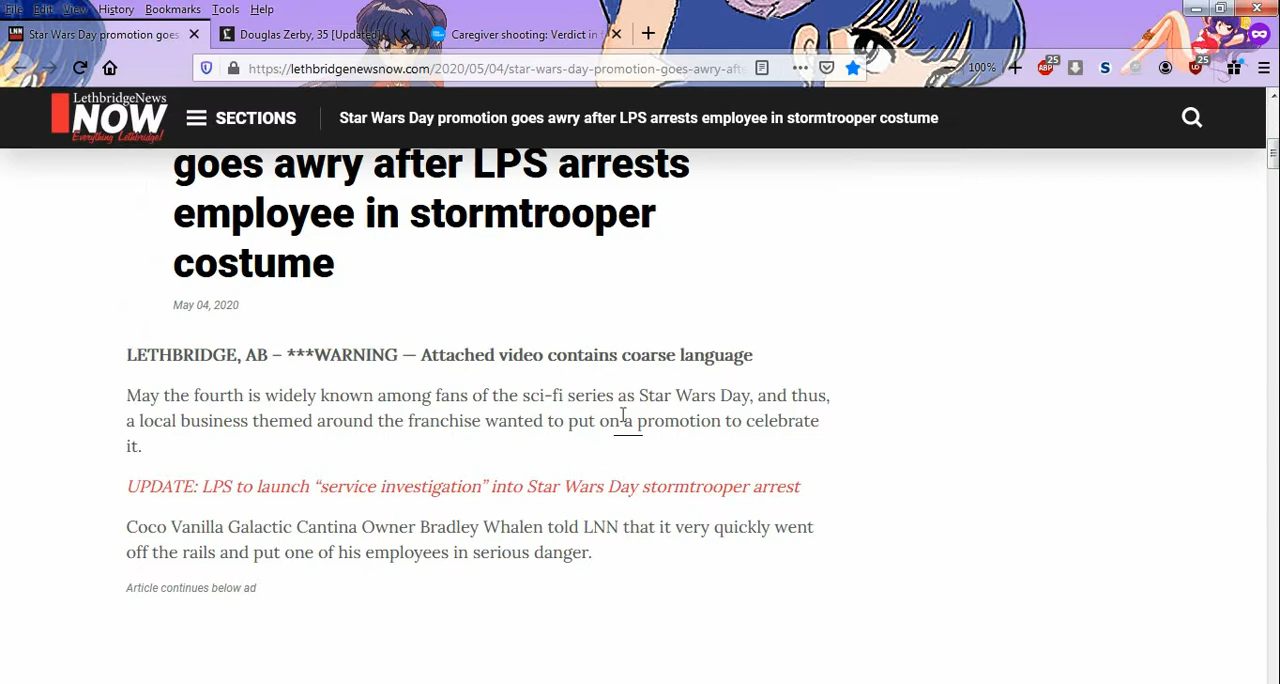 File Edit View History Bookmarks Tools Help
LNN Star Wars Day promotion goes
Douglas Zerby, 35 [Updated]
Caregiver shooting: Verdict in
https://lethbridgenewsnow.com/2020/05/04/star-wars-day-promotion-goes-awry-afte
100%
25
S
25
LethbridgeNews
NOW
Everything Lethbridge!
SECTIONS
Star Wars Day promotion goes awry after LPS arrests employee in stormtrooper costume
goes awry after LPS arrests
employee in stormtrooper
costume
May 04, 2020
LETHBRIDGE, AB – ***WARNING — Attached video contains coarse language
May the fourth is widely known among fans of the sci-fi series as Star Wars Day, and thus,
a local business themed around the franchise wanted to put on a promotion to celebrate
it.
UPDATE: LPS to launch “service investigation” into Star Wars Day stormtrooper arrest
Coco Vanilla Galactic Cantina Owner Bradley Whalen told LNN that it very quickly went
off the rails and put one of his employees in serious danger.
Article continues below ad